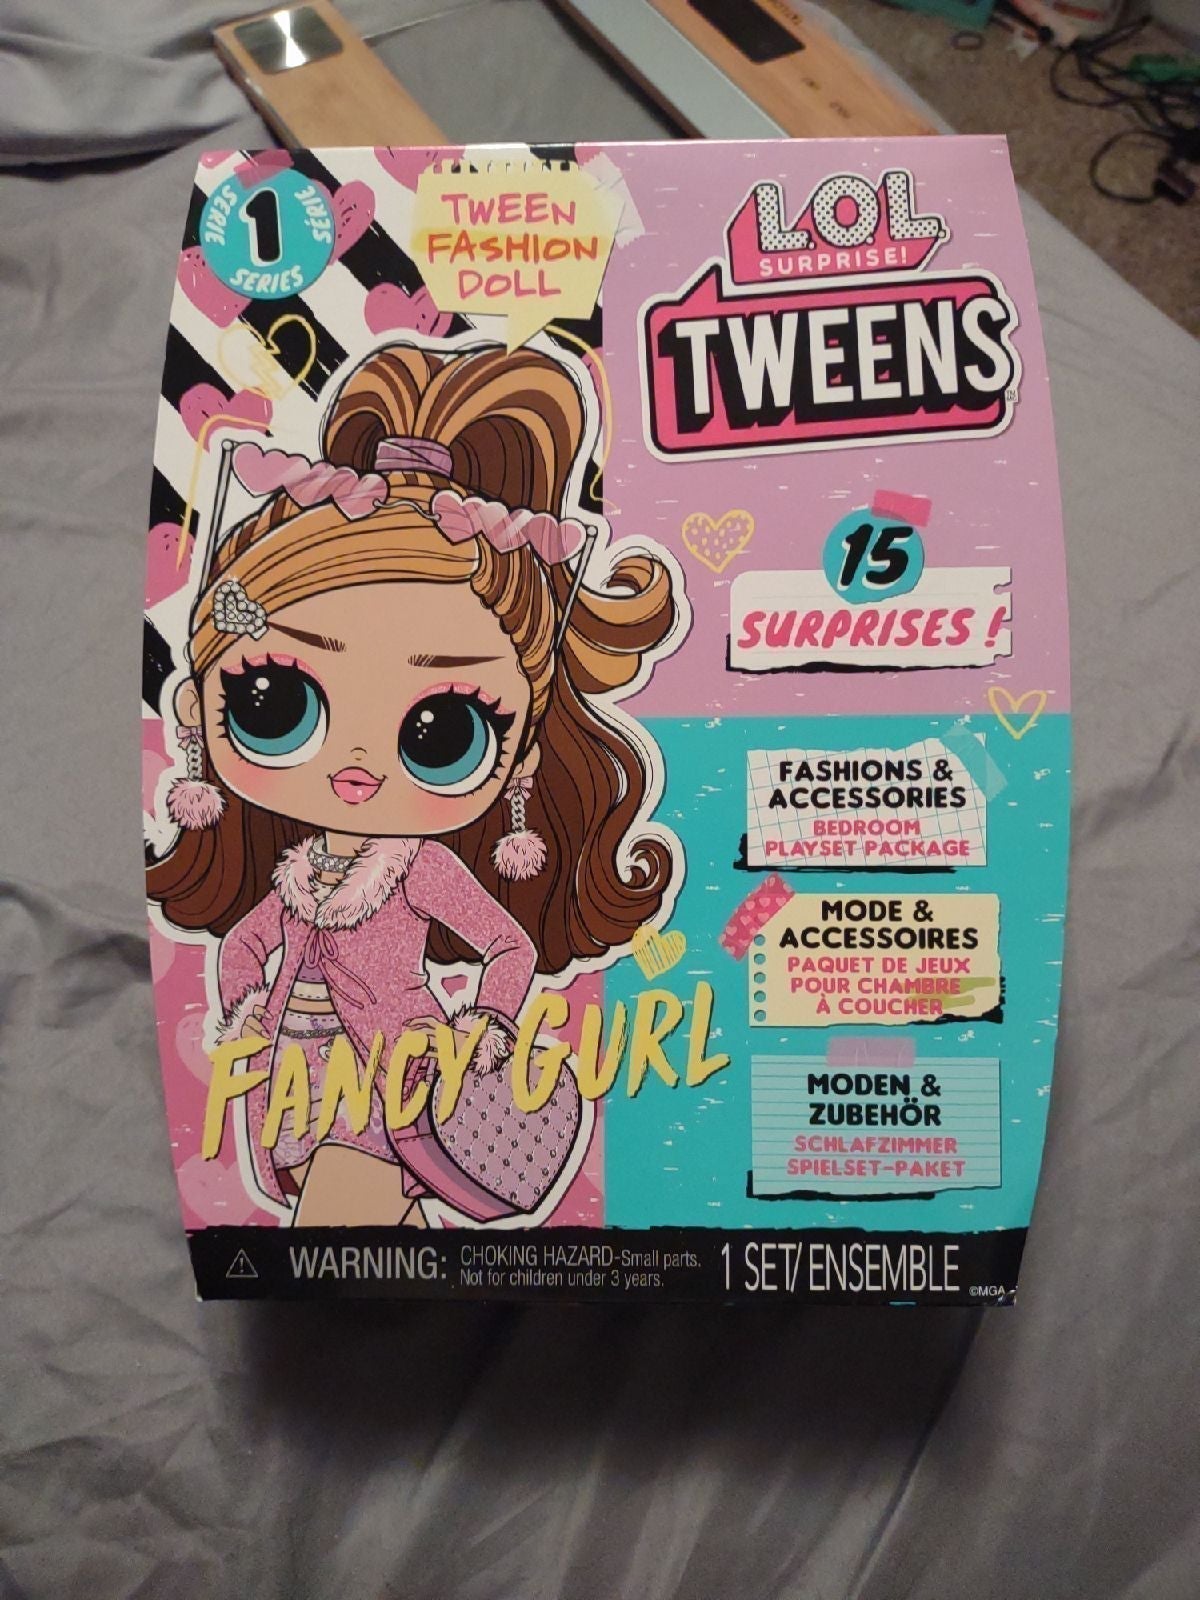 SERIE
1
SERIE
SERIES
TWEEN
FASHION
DOLL
L.O.L.
SURPRISE!
TWEENS
15
SURPRISES!
FASHIONS &
ACCESSORIES
BEDROOM
PLAYSET PACKAGE
MODE &
ACCESSOIRES
PAQUET DE JEUX
POUR CHAMBRE
À COUCHER
MODEN &
ZUBEHÖR
SCHLAFZIMMER
SPIELSET-PAKET
FANCY GURL
WARNING: CHOKING HAZARD-Small parts.
Not for children under 3 years.
1 SET/ENSEMBLE
©MGA